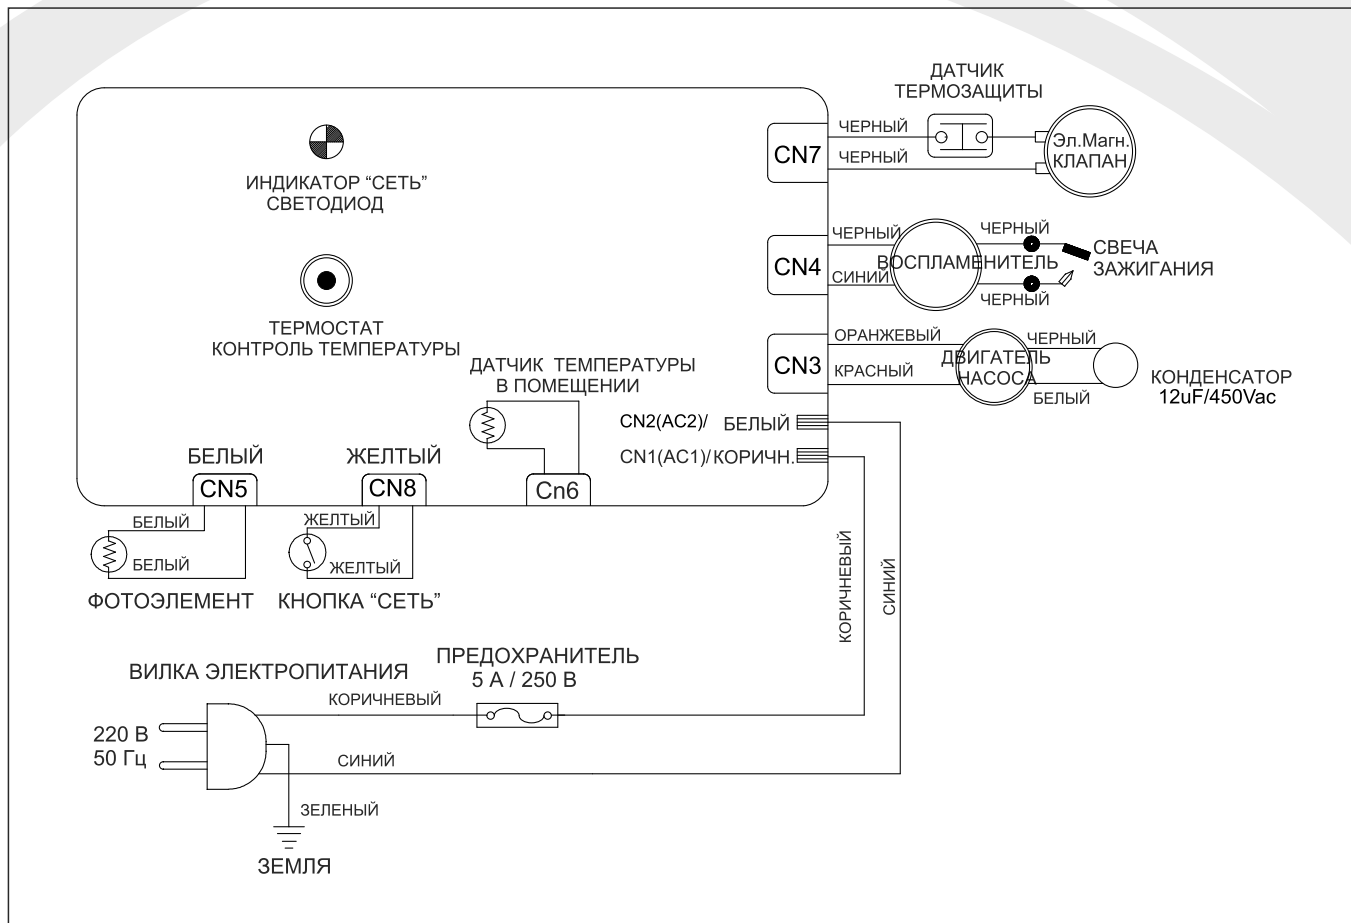 ДАТЧИК
ТЕРМОЗАЩИТЫ
ЧЕРНЫЙ
CN7
ЧЕРНЫЙ
Эл.Магн.
КЛАПАН
ИНДИКАТОР “СЕТЬ”
СВЕТОДИОД
ЧЕРНЫЙ
CN4
СИНИЙ
ВОСПЛАМЕНИТЕЛЬ
ЧЕРНЫЙ
ЧЕРНЫЙ
СВЕЧА
ЗАЖИГАНИЯ
ТЕРМОСТАТ
КОНТРОЛЬ ТЕМПЕРАТУРЫ
ОРАНЖЕВЫЙ
CN3
КРАСНЫЙ
ДВИГАТЕЛЬ
НАСОСА
ЧЕРНЫЙ
БЕЛЫЙ
КОНДЕНСАТОР
12uF/450Vac
ДАТЧИК ТЕМПЕРАТУРЫ
В ПОМЕЩЕНИИ
CN2(AC2)/ БЕЛЫЙ
CN1(AC1)/КОРИЧН.
БЕЛЫЙ
CN5
ЖЕЛТЫЙ
CN8
Cn6
БЕЛЫЙ
БЕЛЫЙ
ФОТОЭЛЕМЕНТ
ЖЕЛТЫЙ
ЖЕЛТЫЙ
КНОПКА “СЕТЬ”
КОРИЧНЕВЫЙ
СИНИЙ
ВИЛКА ЭЛЕКТРОПИТАНИЯ
ПРЕДОХРАНИТЕЛЬ
5 А / 250 В
КОРИЧНЕВЫЙ
220 В
50 Гц
СИНИЙ
ЗЕЛЕНЫЙ
ЗЕМЛЯ